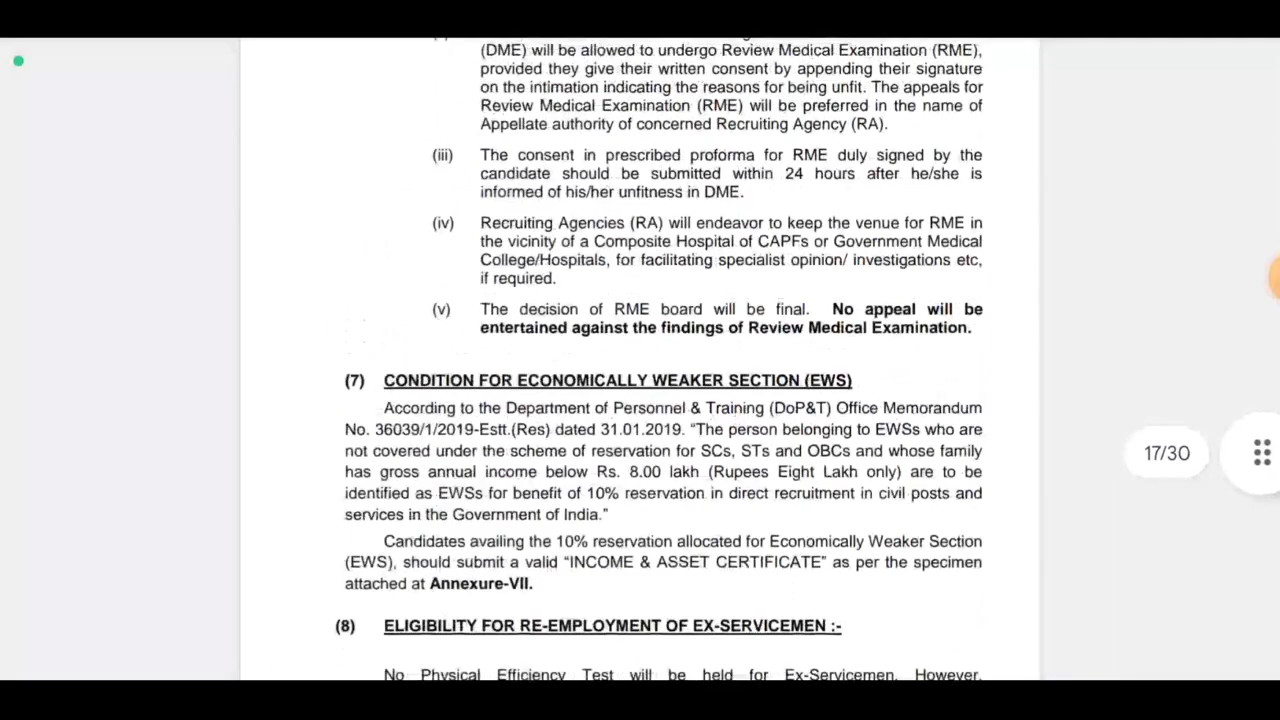 (DME) will be allowed to undergo Review Medical Examination (RME),
provided they give their written consent by appending their signature
on the intimation indicating the reasons for being unfit. The appeals for
Review Medical Examination (RME) will be preferred in the name of
Appellate authority of concerned Recruiting Agency (RA).
(iii) The consent in prescribed proforma for RME duly signed by the
candidate should be submitted within 24 hours after he/she is
informed of his/her unfitness in DME.
(iv) Recruiting Agencies (RA) will endeavor to keep the venue for RME in
the vicinity of a Composite Hospital of CAPFs or Government Medical
College/Hospitals, for facilitating specialist opinion/ investigations etc,
if required.
(v) The decision of RME board will be final. No appeal will be
entertained against the findings of Review Medical Examination.
(7) CONDITION FOR ECONOMICALLY WEAKER SECTION (EWS)
According to the Department of Personnel & Training (DoP&T) Office Memorandum
No. 36039/1/2019-Estt.(Res) dated 31.01.2019. “The person belonging to EWSs who are
not covered under the scheme of reservation for SCs, STs and OBCs and whose family
has gross annual income below Rs. 8.00 lakh (Rupees Eight Lakh only) are to be
identified as EWSs for benefit of 10% reservation in direct recruitment in civil posts and
services in the Government of India.”
Candidates availing the 10% reservation allocated for Economically Weaker Section
(EWS), should submit a valid “INCOME & ASSET CERTIFICATE” as per the specimen
attached at Annexure-VII.
(8) ELIGIBILITY FOR RE-EMPLOYMENT OF EX-SERVICEMEN :-
No Physical Efficiency Test will be held for Ex-Servicemen. However,
17/30